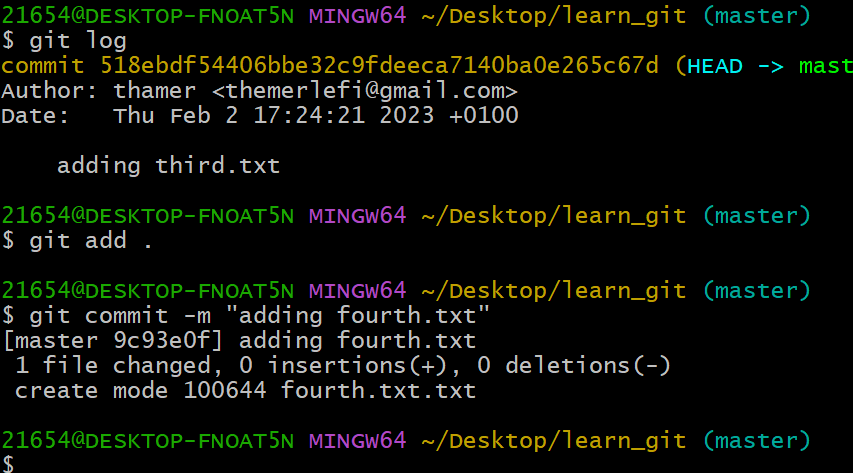 21654@DESKTOP-FNOAT5N MINGW64 ~/Desktop/learn_git (master)
$ git log
commit 518ebdf54406bbe32c9fdeeca7140ba0e265c67d (HEAD -> mast
Author: thamer <themerlefi@gmail.com>
Date:   Thu Feb 2 17:24:21 2023 +0100
    adding third.txt
21654@DESKTOP-FNOAT5N MINGW64 ~/Desktop/learn_git (master)
$ git add .
21654@DESKTOP-FNOAT5N MINGW64 ~/Desktop/learn_git (master)
$ git commit -m "adding fourth.txt"
[master 9c93e0f] adding fourth.txt
 1 file changed, 0 insertions(+), 0 deletions(-)
 create mode 100644 fourth.txt.txt
21654@DESKTOP-FNOAT5N MINGW64 ~/Desktop/learn_git (master)
$